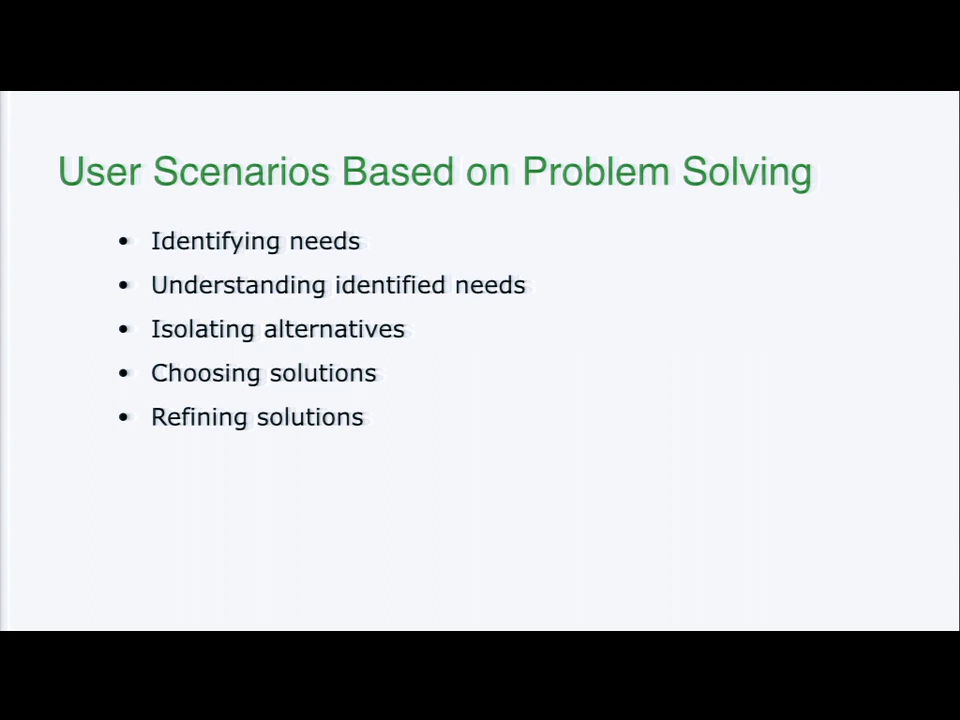 User Scenarios Based on Problem Solving
• Identifying needs
• Understanding identified needs
• Isolating alternatives
• Choosing solutions
• Refining solutions